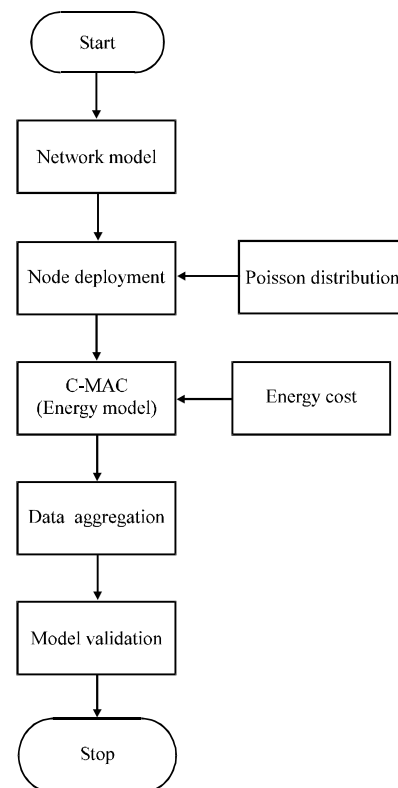 Start
Network model
Node deployment
Poisson distribution
C-MAC
(Energy model)
Energy cost
Data aggregation
Model validation
Stop